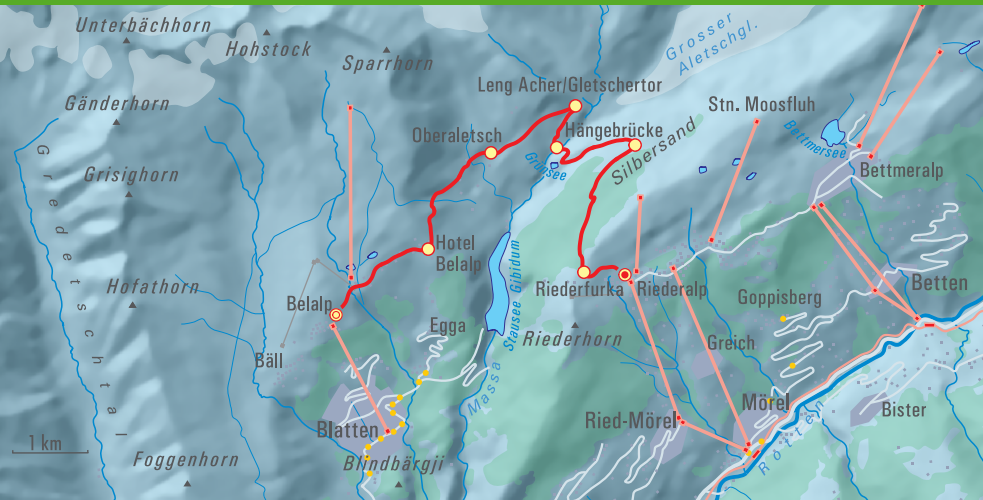 Unterbächhorn
Hohstock
Sparrhorn
Grosser
Aletschgl.
Gänderhorn
Leng Acher/Gletschertor
Stn. Moosfluh
Oberaletsch
Hängebrücke
Silbersand
Bettmersee
Grünsee
Grisighorn
Bettmeralp
Gredetschtal
Hotel
Belalp
Stausee Gibidum
Hofathorn
Belalp
Riederfurka
Riederalp
Goppisberg
Betten
Egga
Riederhorn
Greich
Bäll
Massa
Mörel
Bister
Ried-Mörel
Blatten
Rotten
1 km
Foggenhorn
Blindbärgji